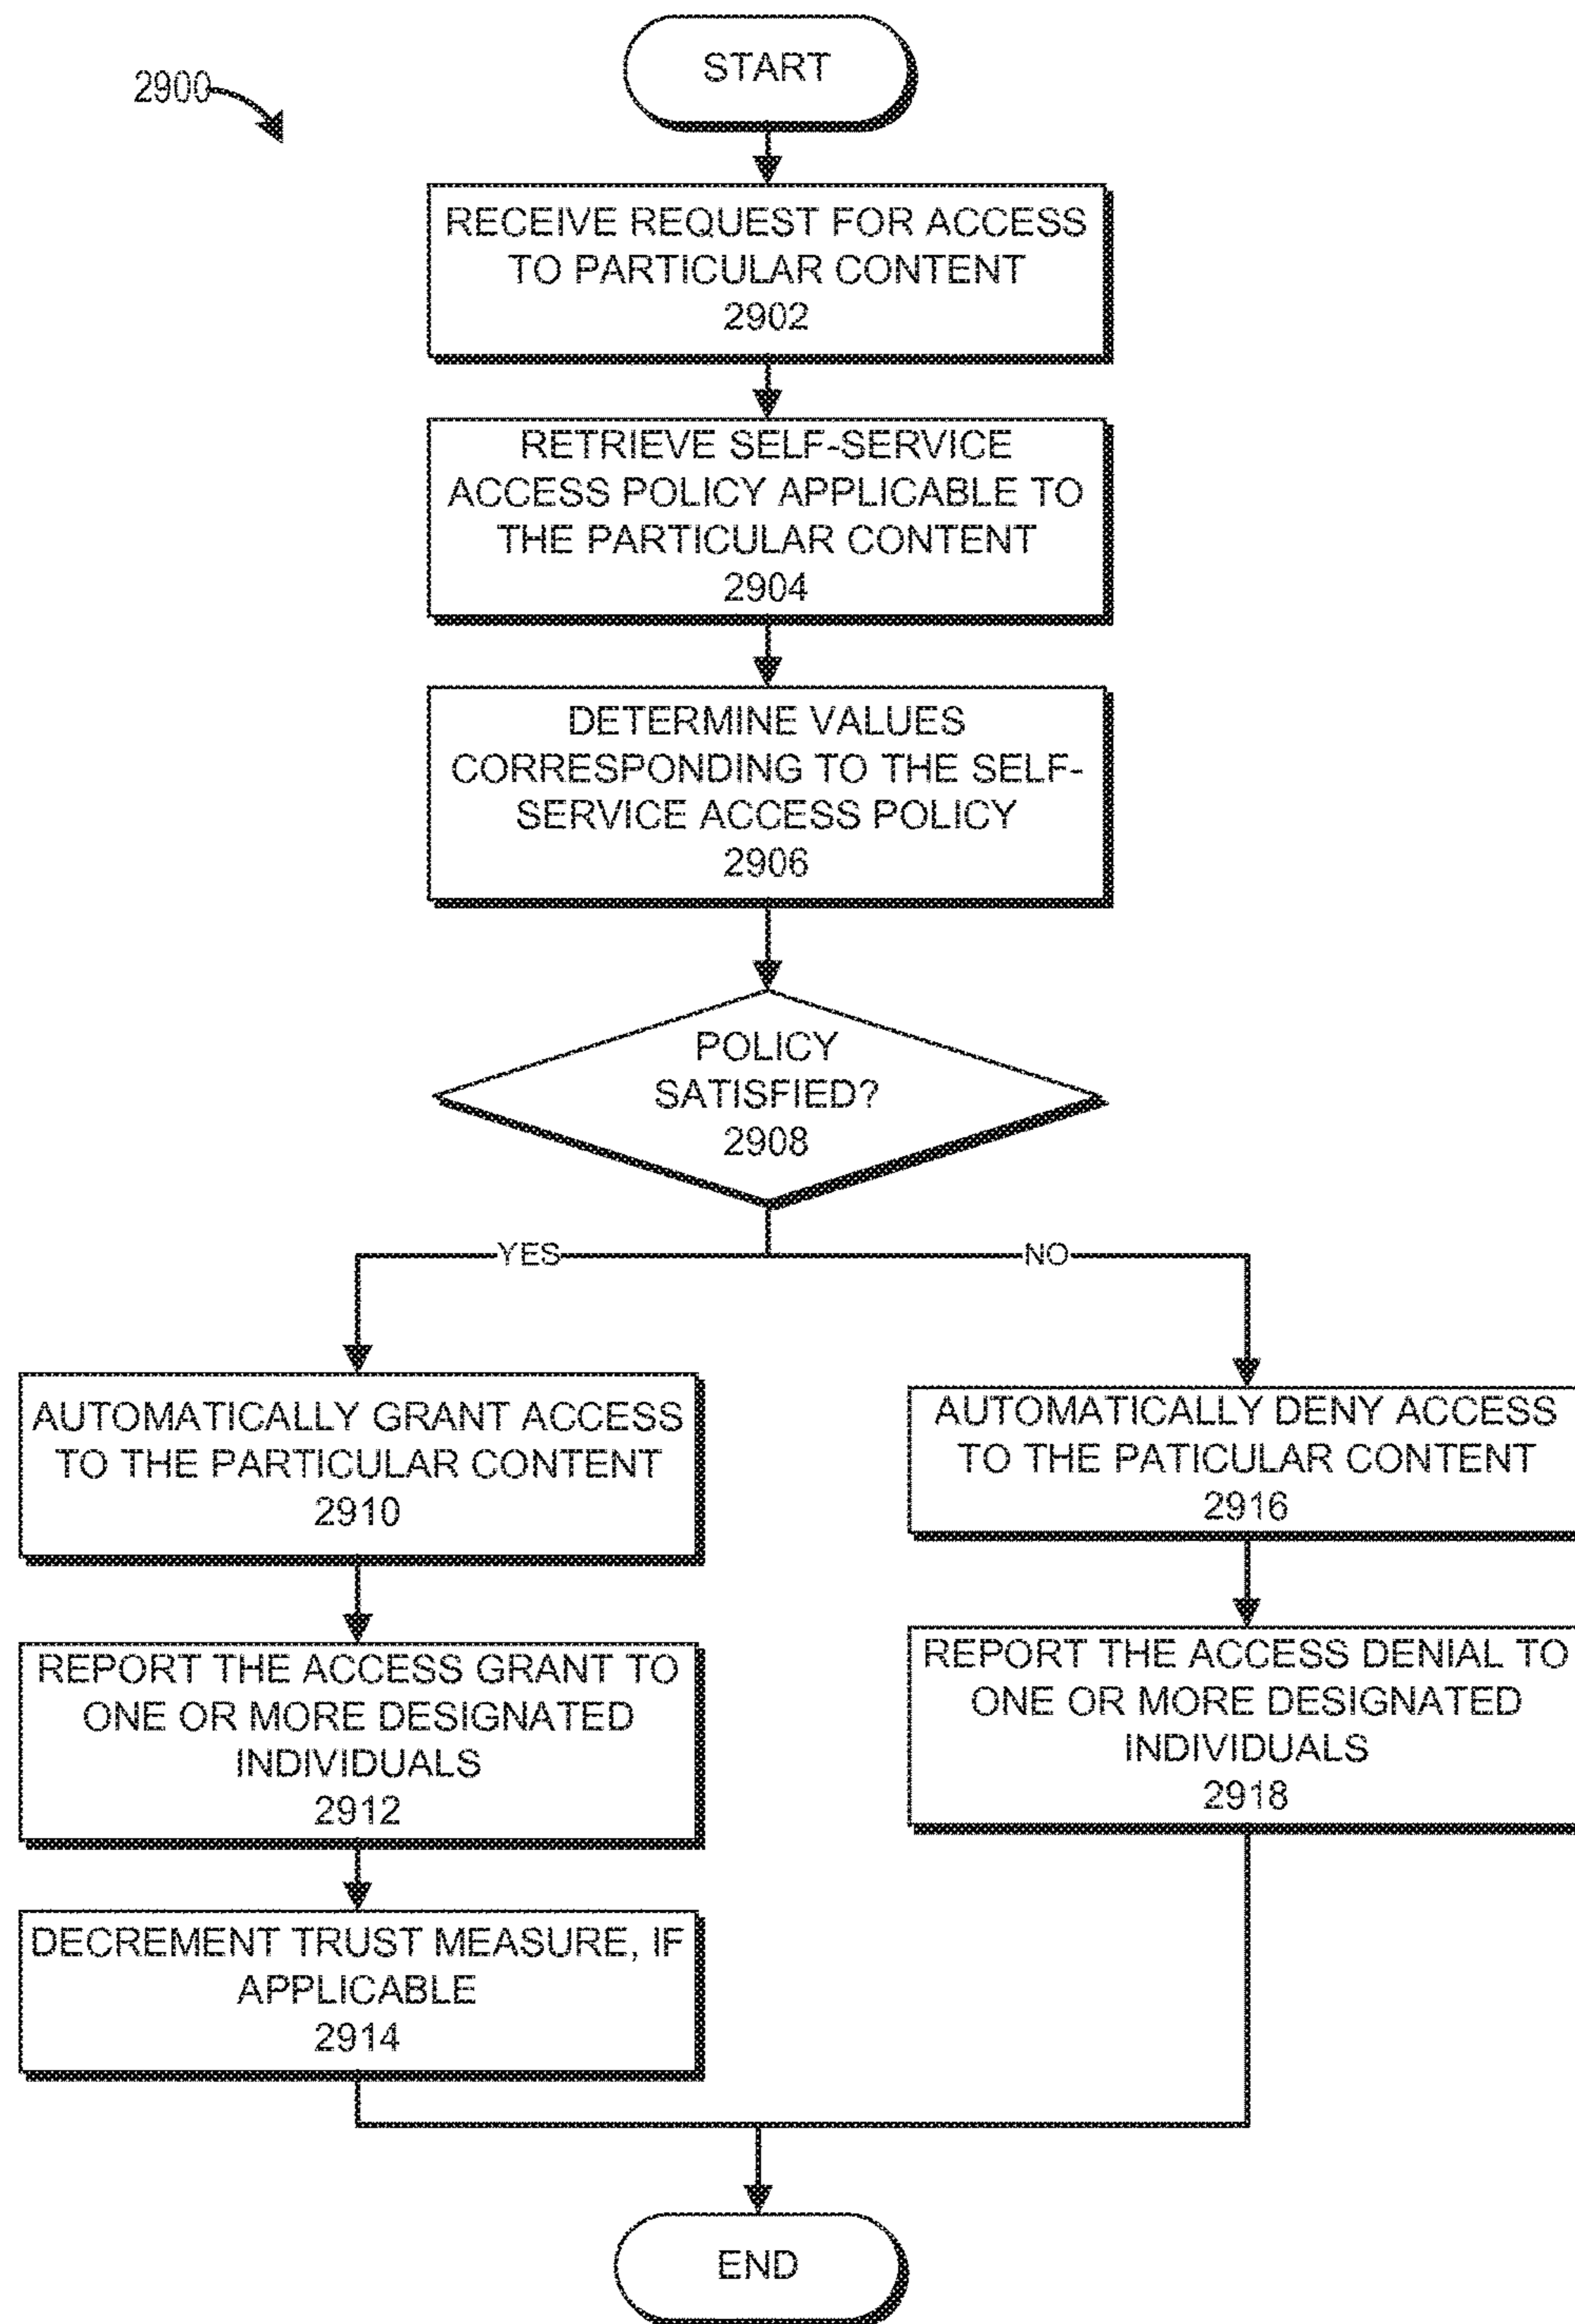 2900
START
RECEIVE REQUEST FOR ACCESS
TO PARTICULAR CONTENT
2902
RETRIEVE SELF-SERVICE
ACCESS POLICY APPLICABLE TO
THE PARTICULAR CONTENT
2904
DETERMINE VALUES
CORRESPONDING TO THE SELF-
SERVICE ACCESS POLICY
2906
POLICY
SATISFIED?
2908
YES
NO
AUTOMATICALLY GRANT ACCESS
TO THE PARTICULAR CONTENT
2910
REPORT THE ACCESS GRANT TO
ONE OR MORE DESIGNATED
INDIVIDUALS
2912
DECREMENT TRUST MEASURE, IF
APPLICABLE
2914
AUTOMATICALLY DENY ACCESS
TO THE PATICULAR CONTENT
2916
REPORT THE ACCESS DENIAL TO
ONE OR MORE DESIGNATED
INDIVIDUALS
2918
END